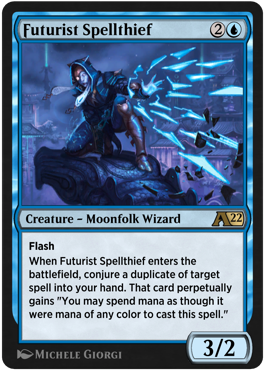 Futurist Spellthief 2
Creature – Moonfolk Wizard A22
Flash
When Futurist Spellthief enters the
battlefield, conjure a duplicate of target
spell into your hand. That card perpetually
gains "You may spend mana as though it
were mana of any color to cast this spell."
Michele Giorgi
3/2